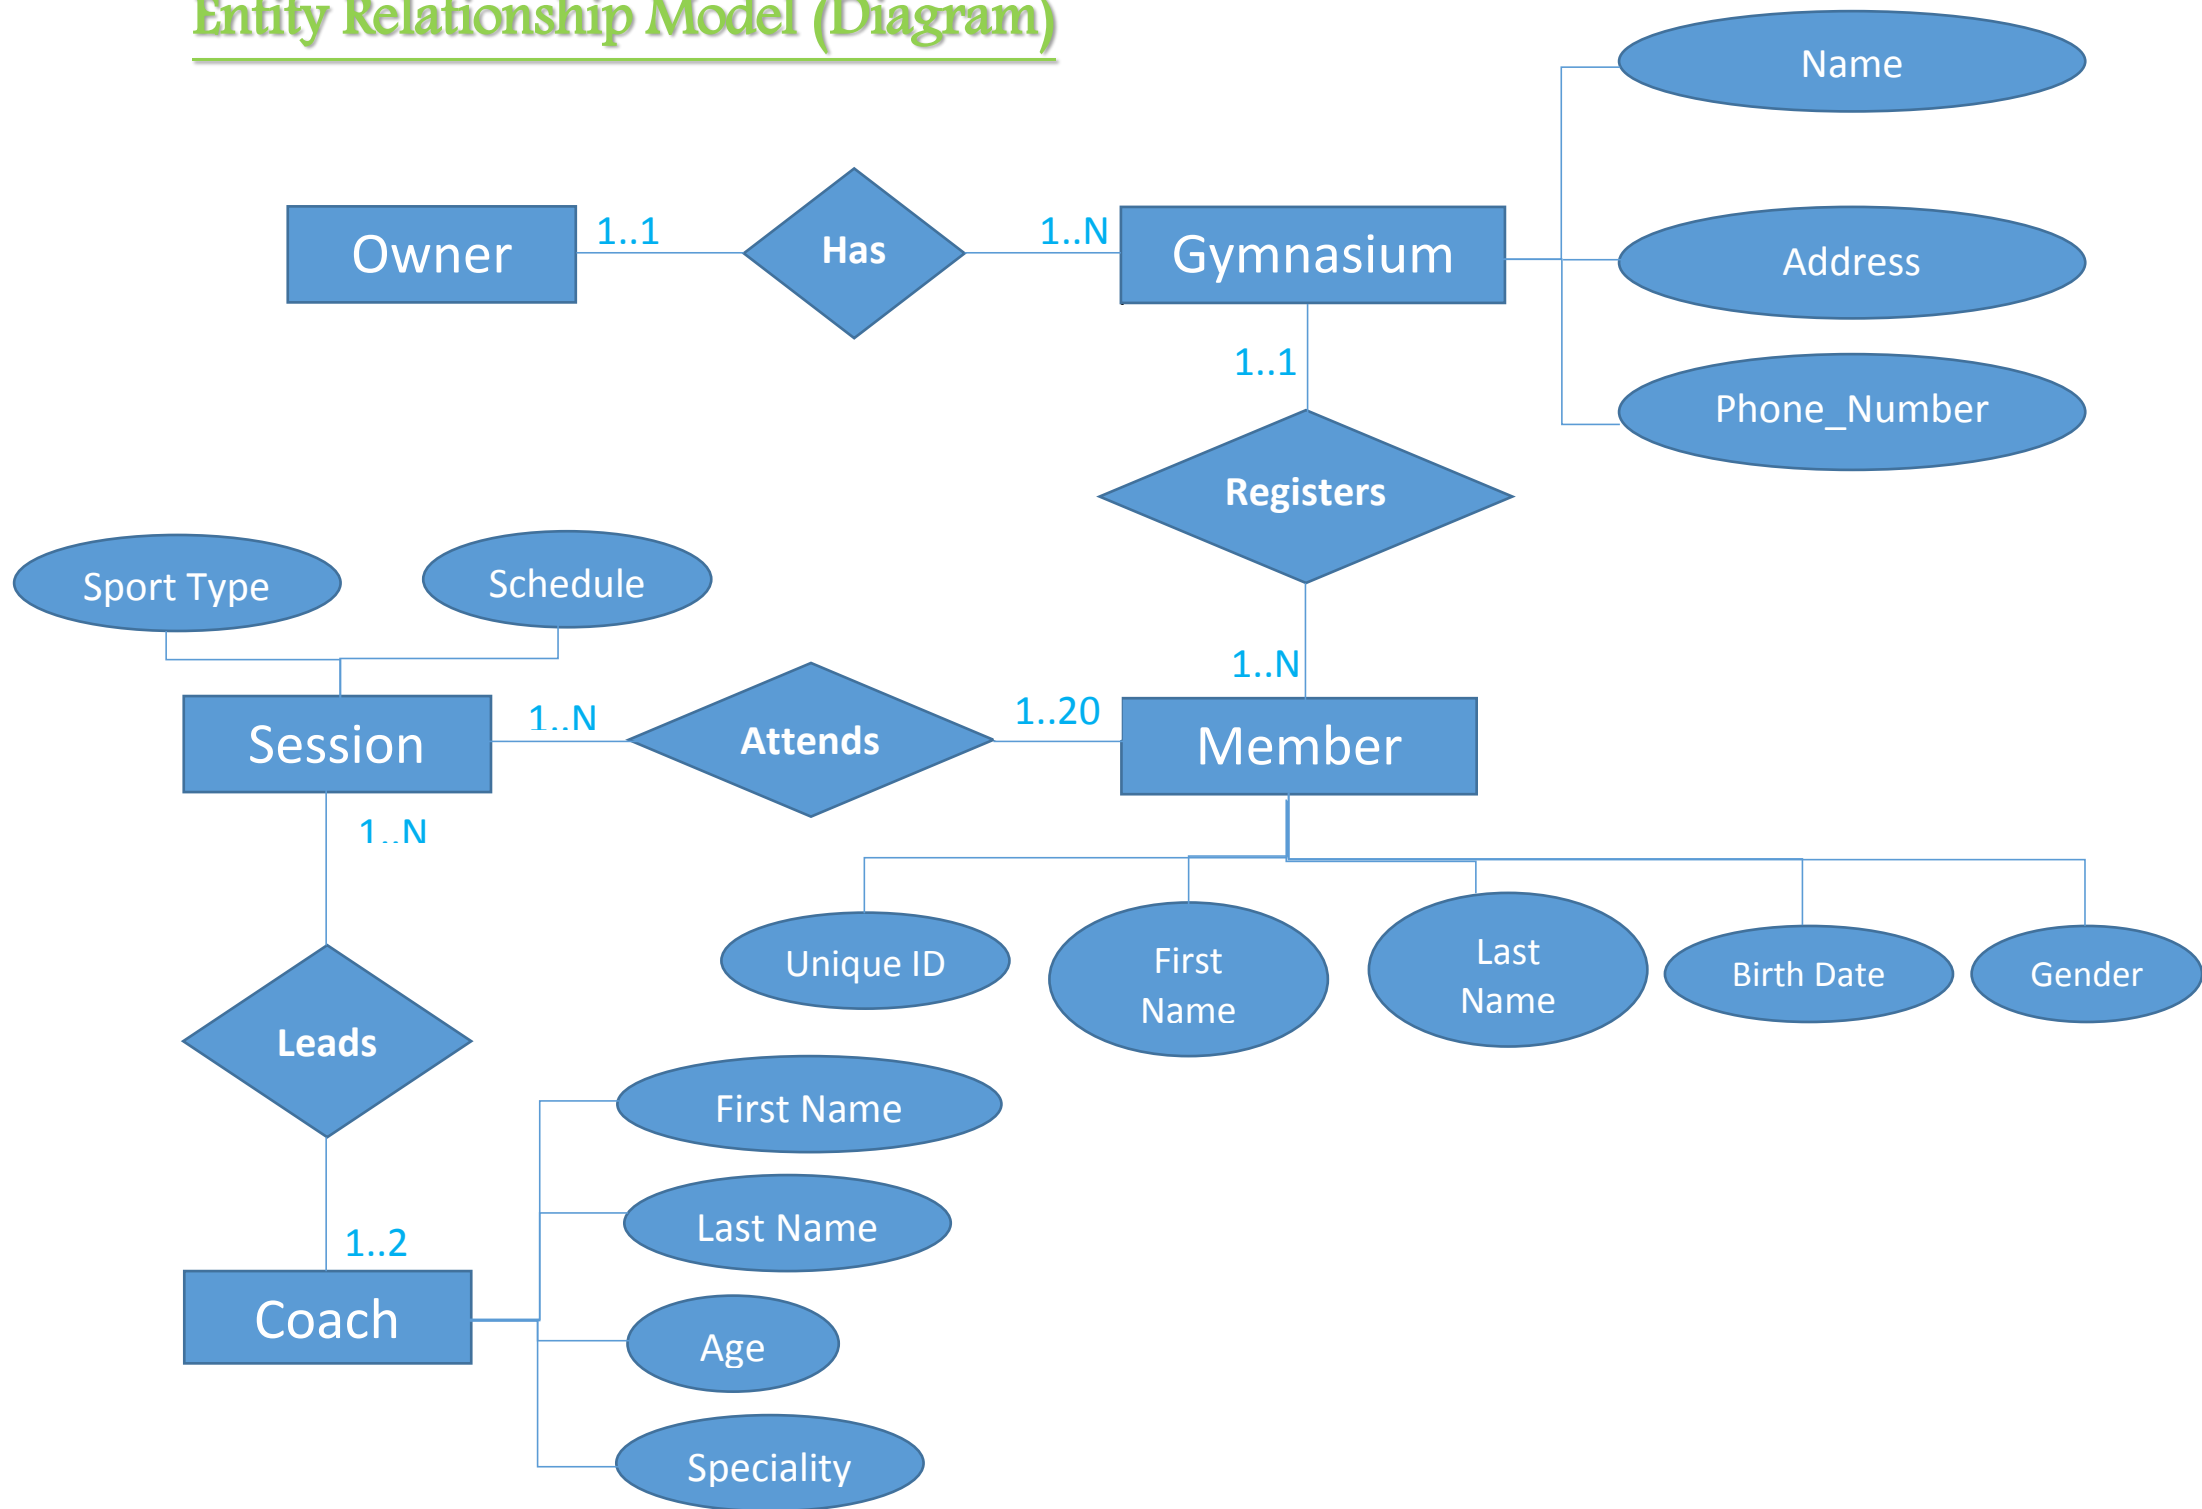 Entity Relationship Model (Diagram)
Name
Owner
1..1
Has
1..N
Gymnasium
Address
1..1
Phone_Number
Registers
Sport Type
Schedule
1..N
Session
1..N
Attends
1..20
Member
1..N
Unique ID
First
Name
Last
Name
Birth Date
Gender
Leads
First Name
Last Name
1..2
Coach
Age
Speciality